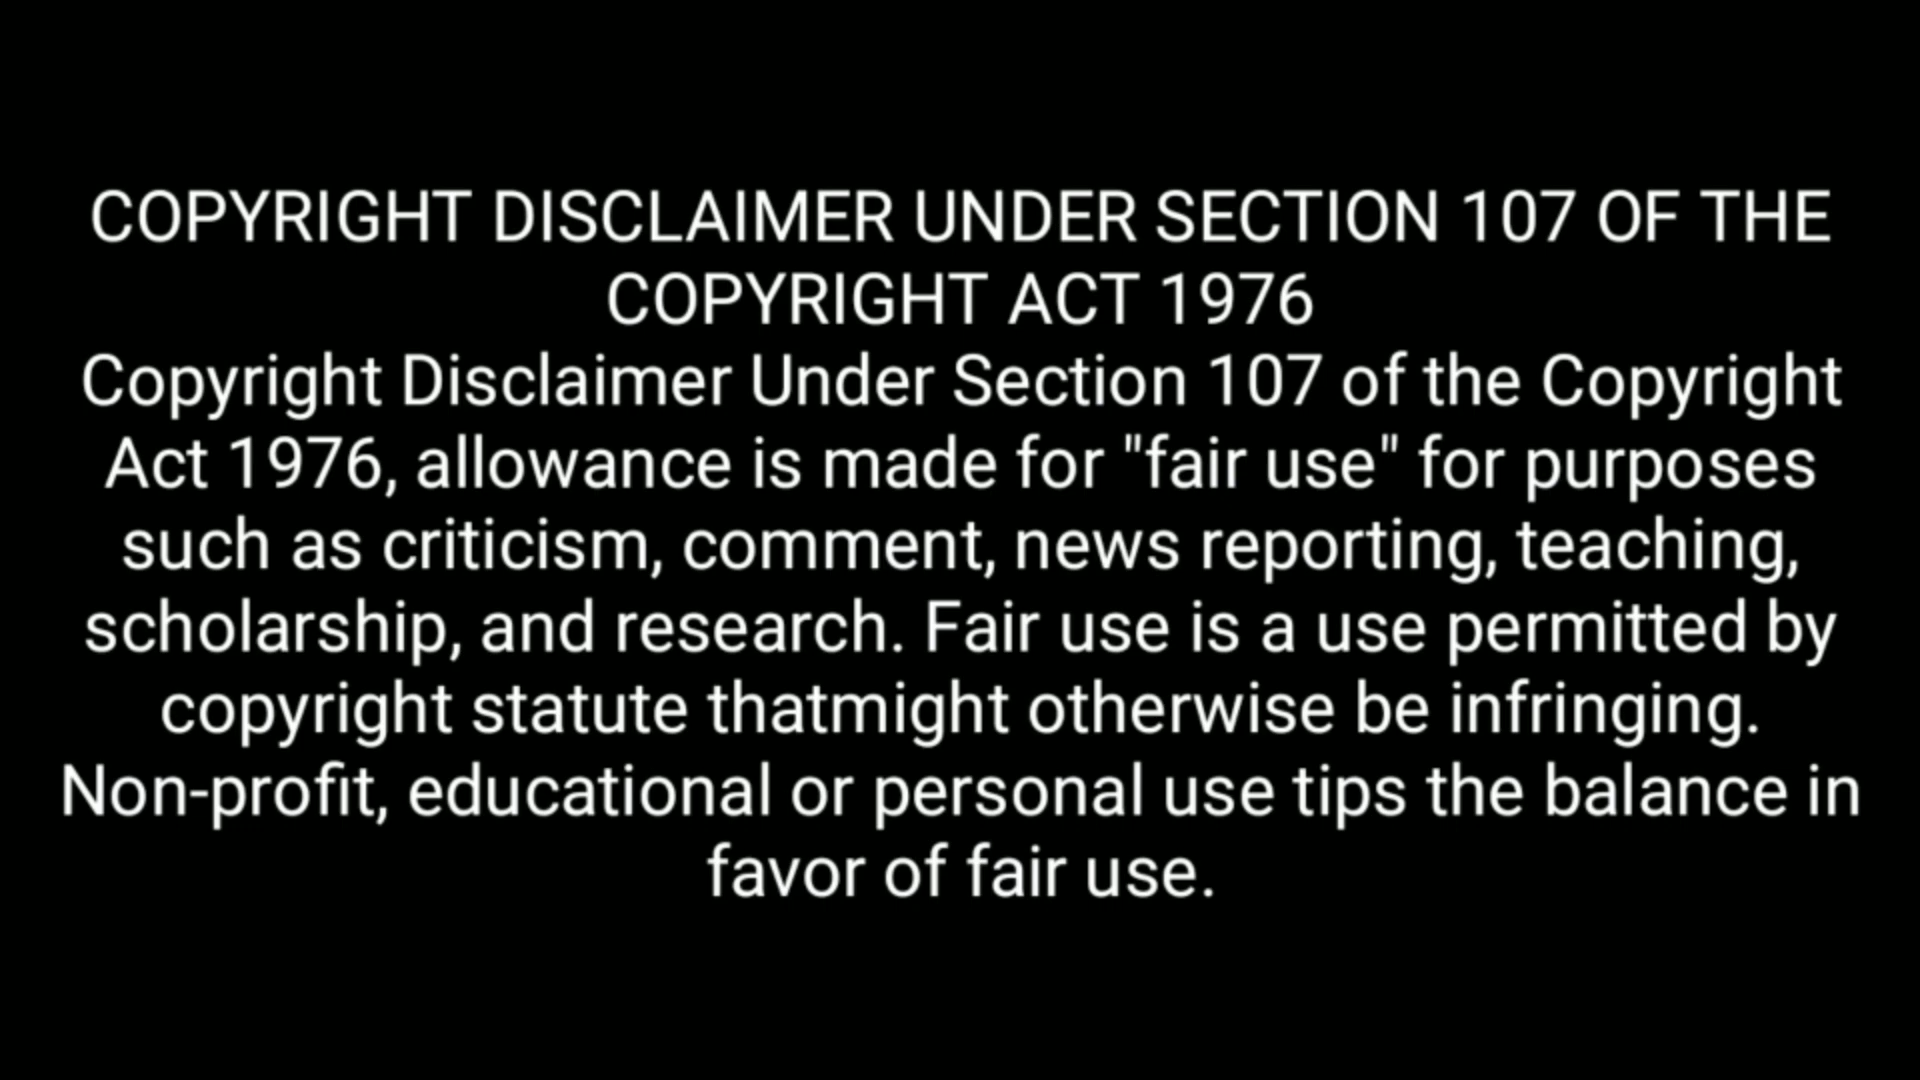 COPYRIGHT DISCLAIMER UNDER SECTION 107 OF THE
COPYRIGHT ACT 1976
Copyright Disclaimer Under Section 107 of the Copyright
Act 1976, allowance is made for "fair use" for purposes
such as criticism, comment, news reporting, teaching,
scholarship, and research. Fair use is a use permitted by
copyright statute thatmight otherwise be infringing.
Non-profit, educational or personal use tips the balance in
favor of fair use.